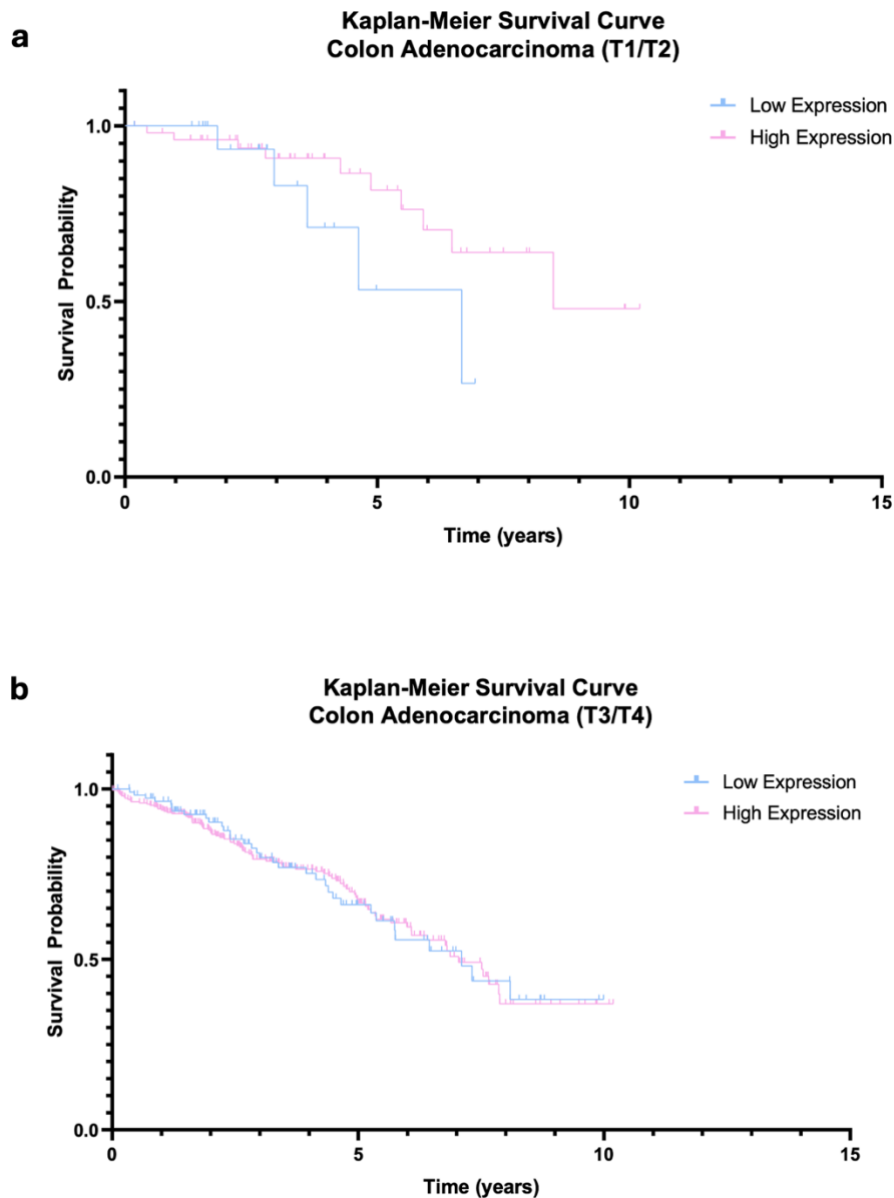 a
Kaplan-Meier Survival Curve
Colon Adenocarcinoma (T1/T2)
Low Expression
High Expression
Survival Probability
1.0
0.5
0.0
0
5
10
15
Time (years)
b
Kaplan-Meier Survival Curve
Colon Adenocarcinoma (T3/T4)
Low Expression
High Expression
Survival Probability
1.0
0.5
0.0
0
5
10
15
Time (years)